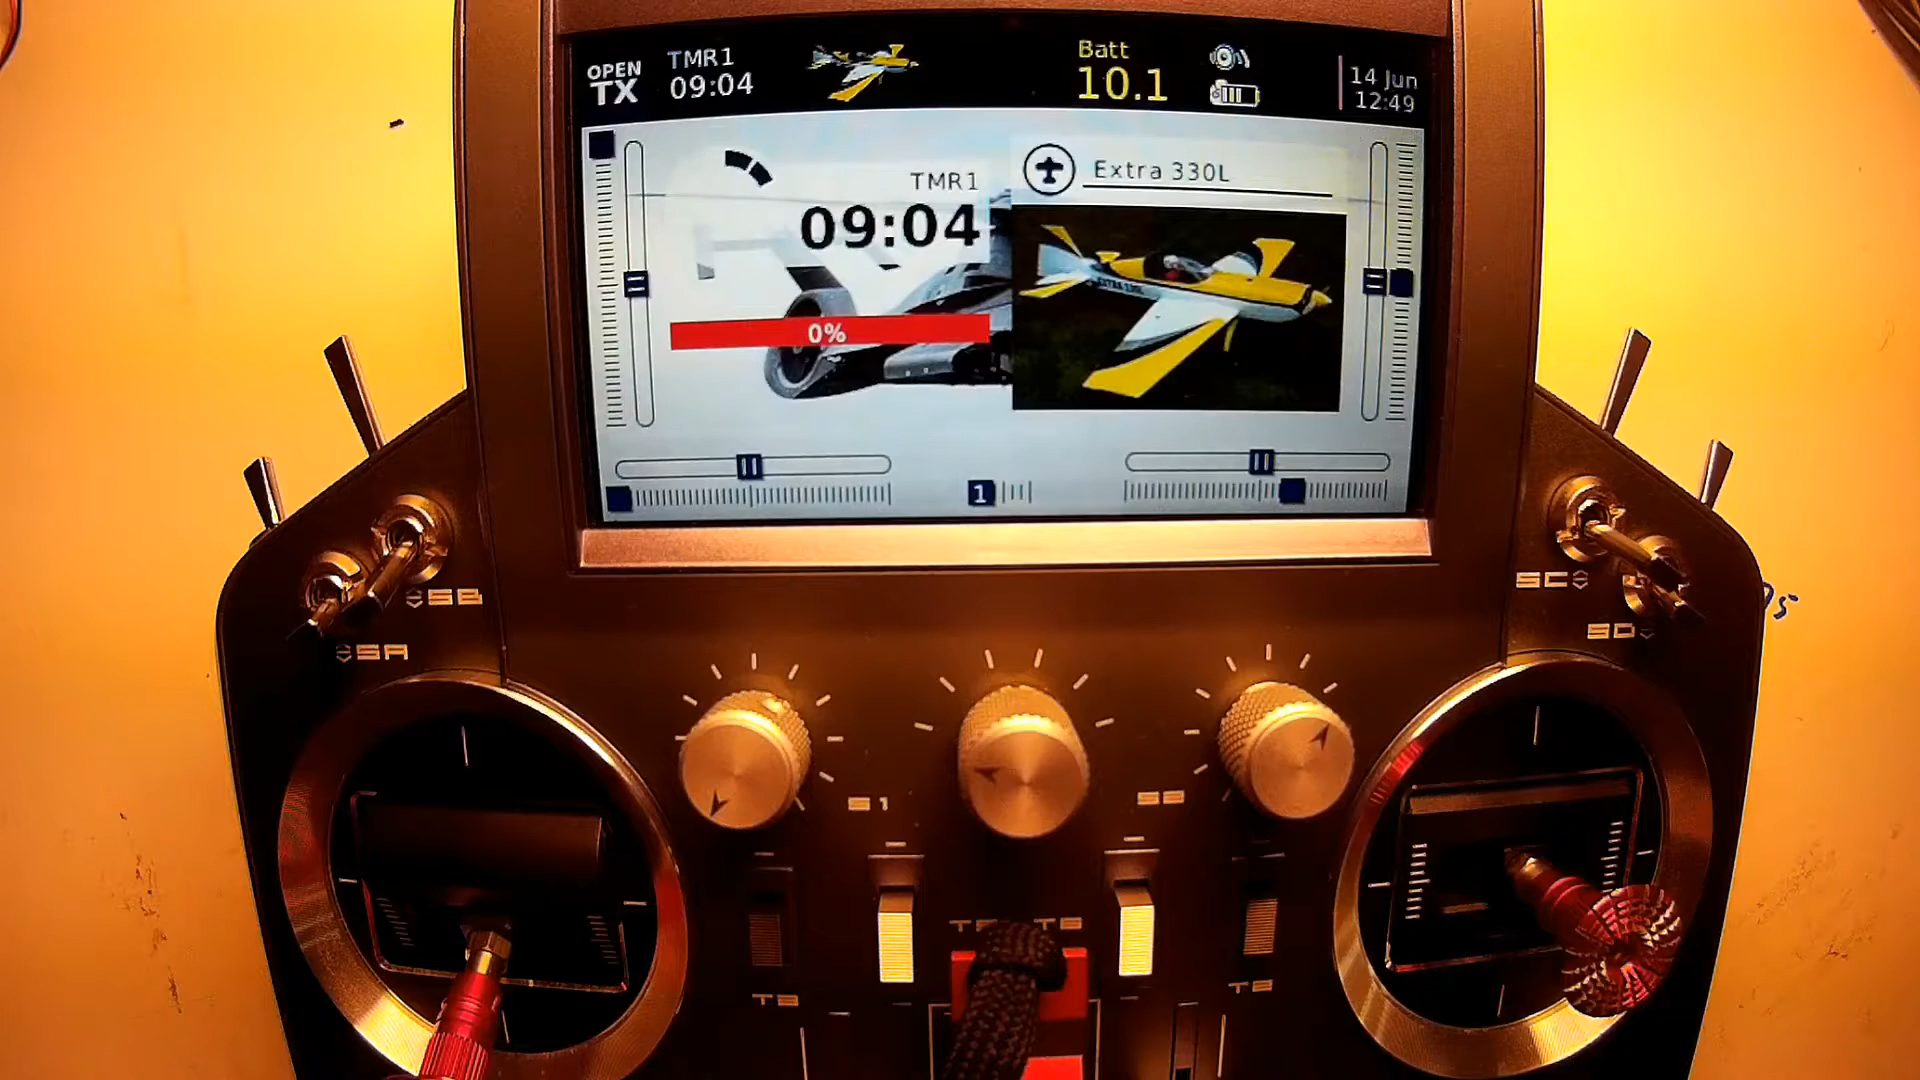 OPEN
TX
TMR1
09:04
Batt
10.1
14 Jun
12:49
TMR1
09:04
0%
Extra 330L
1
SB
SA
SC
SD
S1
T3